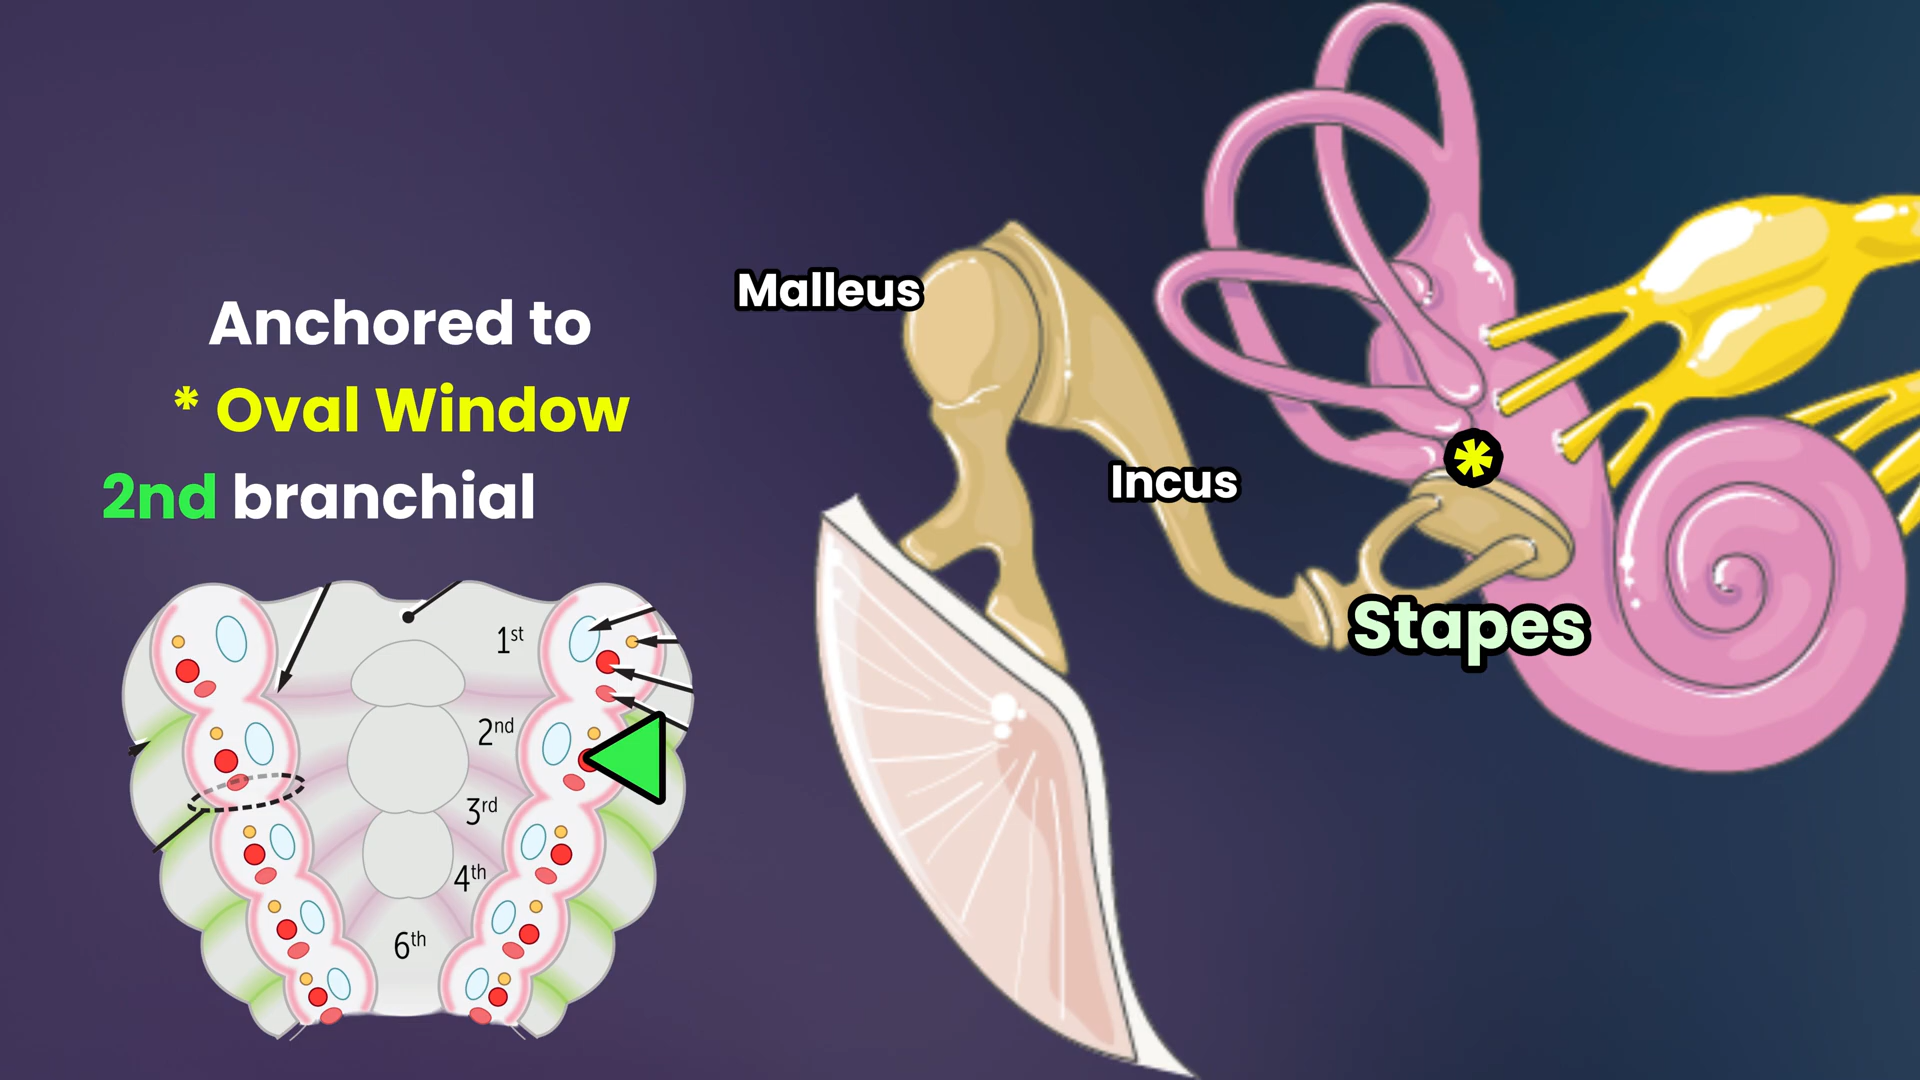 Anchored to
* Oval Window
2nd branchial
Malleus
Incus
*
Stapes
1st
2nd
3rd
4th
6th